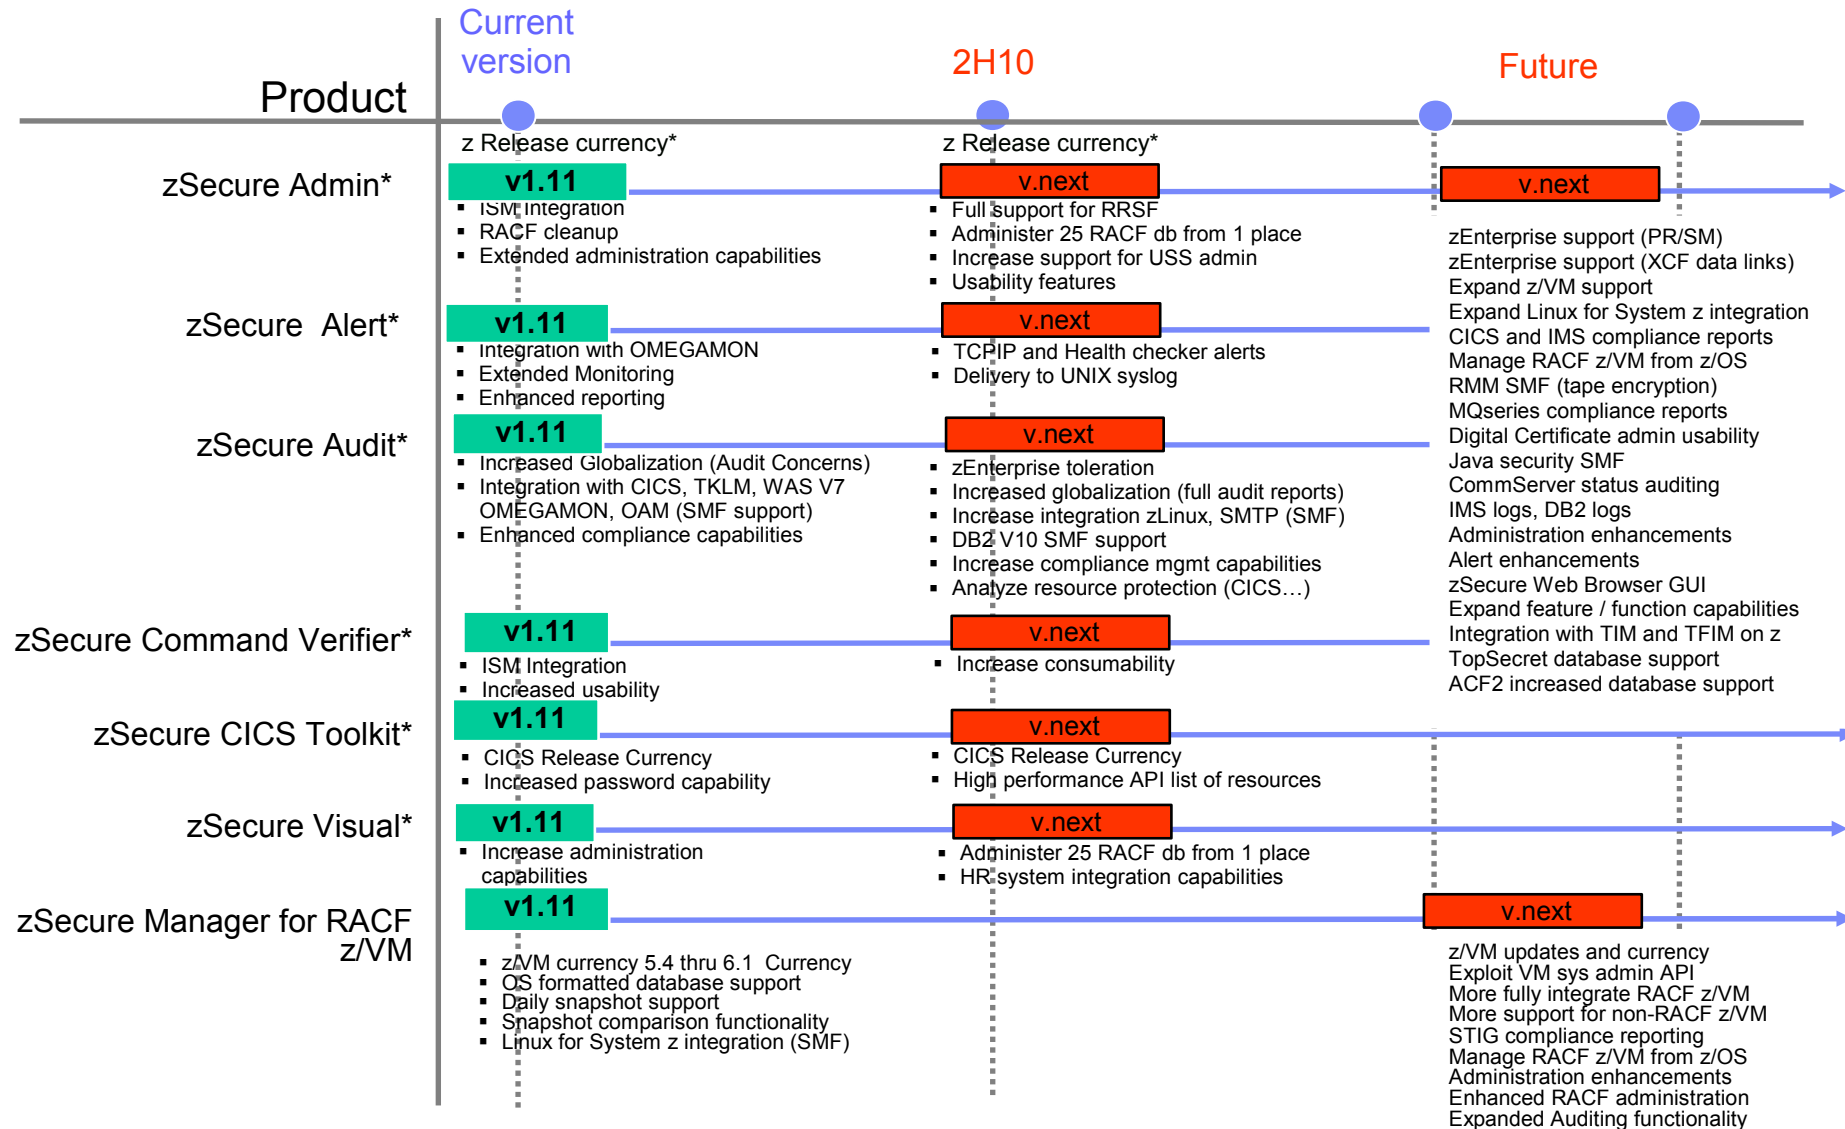 Current
version
2H10
Future
Product
z Release currency*
z Release currency*
zSecure Admin*
v1.11
v.next
v.next
▪ ISM Integration
▪ RACF cleanup
▪ Extended administration capabilities
▪ Full support for RRSF
▪ Administer 25 RACF db from 1 place
▪ Increase support for USS admin
▪ Usability features
zEnterprise support (PR/SM)
zEnterprise support (XCF data links)
Expand z/VM support
Expand Linux for System z integration
CICS and IMS compliance reports
Manage RACF z/VM from z/OS
RMM SMF (tape encryption)
MQseries compliance reports
Digital Certificate admin usability
Java security SMF
CommServer status auditing
IMS logs, DB2 logs
Administration enhancements
Alert enhancements
zSecure Web Browser GUI
Expand feature / function capabilities
Integration with TIM and TFIM on z
TopSecret database support
ACF2 increased database support
zSecure  Alert*
v1.11
v.next
▪ Integration with OMEGAMON
▪ Extended Monitoring
▪ Enhanced reporting
▪ TCPIP and Health checker alerts
▪ Delivery to UNIX syslog
zSecure Audit*
v1.11
v.next
▪ Increased Globalization (Audit Concerns)
▪ Integration with CICS, TKLM, WAS V7
OMEGAMON, OAM (SMF support)
▪ Enhanced compliance capabilities
▪ zEnterprise toleration
▪ Increased globalization (full audit reports)
▪ Increase integration zLinux, SMTP (SMF)
▪ DB2 V10 SMF support
▪ Increase compliance mgmt capabilities
▪ Analyze resource protection (CICS…)
zSecure Command Verifier*
v1.11
v.next
▪ ISM Integration
▪ Increased usability
▪ Increase consumability
zSecure CICS Toolkit*
v1.11
v.next
▪ CICS Release Currency
▪ Increased password capability
▪ CICS Release Currency
▪ High performance API list of resources
zSecure Visual*
v1.11
v.next
▪ Increase administration
capabilities
▪ Administer 25 RACF db from 1 place
▪ HR system integration capabilities
zSecure Manager for RACF
z/VM
v1.11
v.next
▪ z/VM currency 5.4 thru 6.1  Currency
▪ OS formatted database support
▪ Daily snapshot support
▪ Snapshot comparison functionality
▪ Linux for System z integration (SMF)
z/VM updates and currency
Exploit VM sys admin API
More fully integrate RACF z/VM
More support for non-RACF z/VM
STIG compliance reporting
Manage RACF z/VM from z/OS
Administration enhancements
Enhanced RACF administration
Expanded Auditing functionality